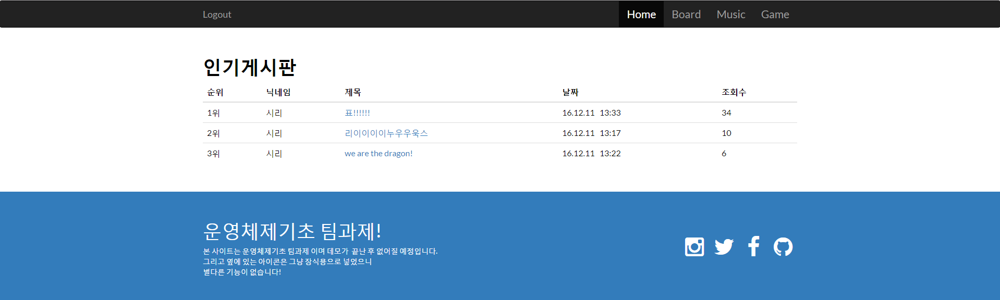 Logout Home Board Music Game
인기게시판
순위 닉네임 제목 날짜 조회수
1위 시리 표!!!!!! 16.12.11 13:33 34
2위 시리 리이이이이누우우욱스 16.12.11 13:17 10
3위 시리 we are the dragon! 16.12.11 13:22 6
운영체제기초 팀과제!
본 사이트는 운영체제기초 팀과제 이며 데모가 끝난 후 없어질 예정입니다.
그리고 옆에 있는 아이콘은 그냥 장식용으로 넣었으니
별다른 기능이 없습니다!